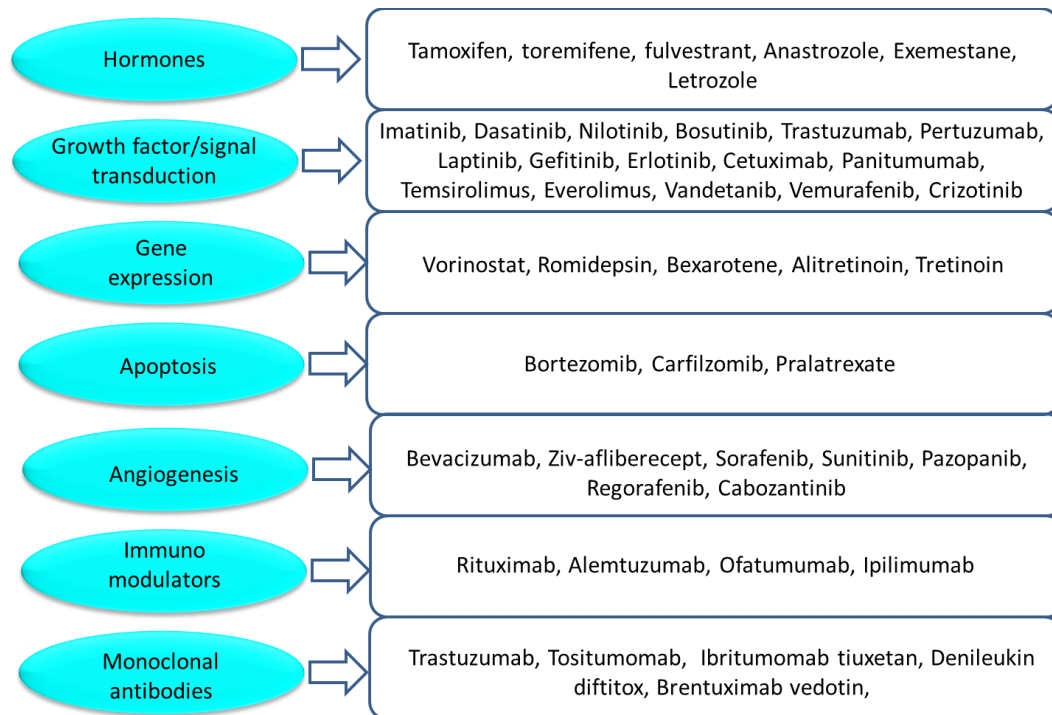 Hormones
Tamoxifen, toremifene, fulvestrant, Anastrozole, Exemestane,
Letrozole
Growth factor/signal
transduction
Imatinib, Dasatinib, Nilotinib, Bosutinib, Trastuzumab, Pertuzumab,
Laptinib, Gefitinib, Erlotinib, Cetuximab, Panitumumab,
Temsirolimus, Everolimus, Vandetanib, Vemurafenib, Crizotinib
Gene
expression
Vorinostat, Romidepsin, Bexarotene, Alitretinoin, Tretinoin
Apoptosis
Bortezomib, Carfilzomib, Pralatrexate
Angiogenesis
Bevacizumab, Ziv-afliberecept, Sorafenib, Sunitinib, Pazopanib,
Regorafenib, Cabozantinib
Immuno
modulators
Rituximab, Alemtuzumab, Ofatumumab, Ipilimumab
Monoclonal
antibodies
Trastuzumab, Tositumomab, Ibritumomab tiuxetan, Denileukin
diftitox, Brentuximab vedotin,